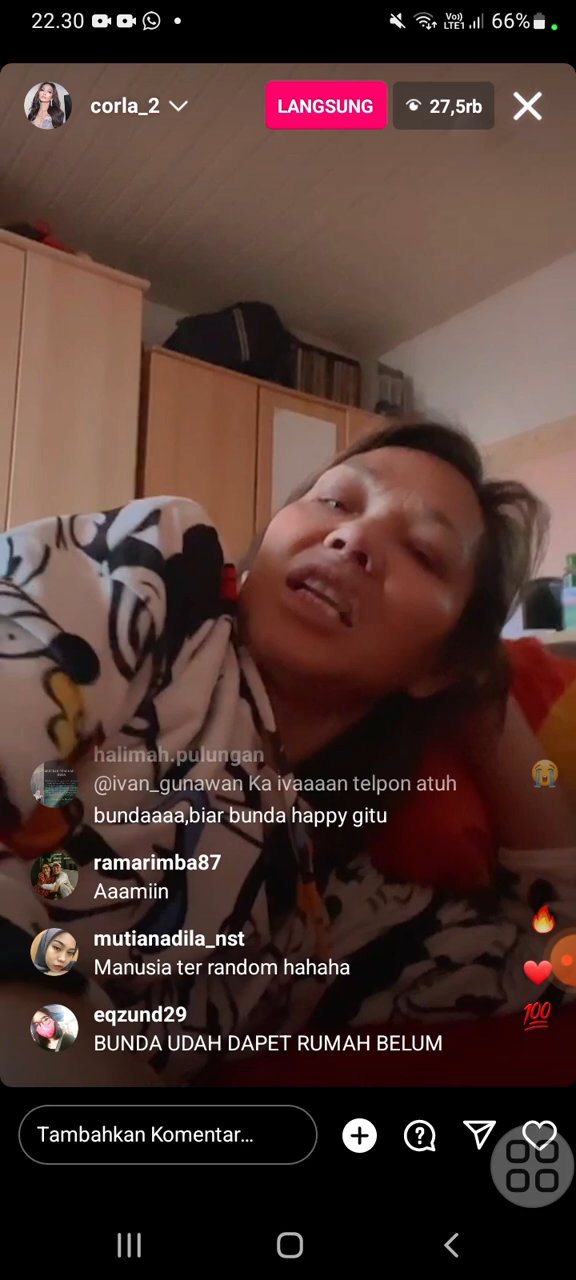 22.30
Vo))
LTE1
66%
corla_2
LANGSUNG
27,5rb
halimah.pulungan
@ivan_gunawan Ka ivaaaan telpon atuh
bundaaaa,biar bunda happy gitu
ramarimba87
Aaamiin
mutianadila_nst
Manusia ter random hahaha
eqzund29
BUNDA UDAH DAPET RUMAH BELUM
100
Tambahkan Komentar...